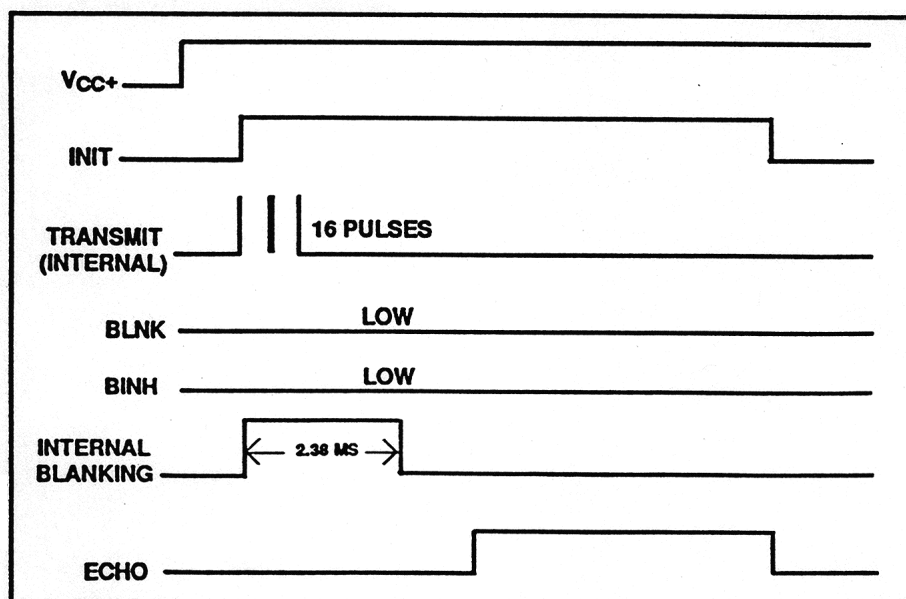 VCC+
INIT
TRANSMIT
(INTERNAL)
16 PULSES
BLNK
LOW
BINH
LOW
INTERNAL
BLANKING
2.38 MS
ECHO